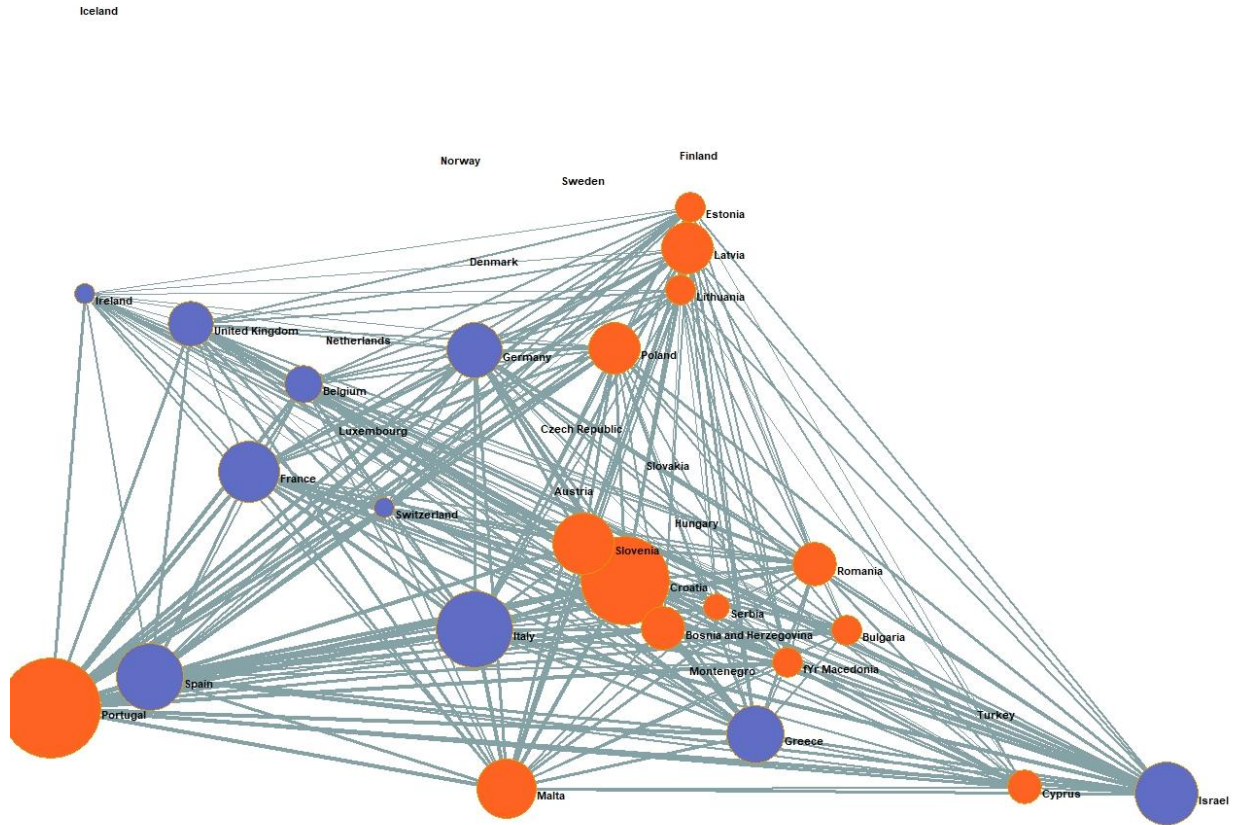 Iceland
Norway
Finland
Sweden
Estonia
Latvia
Denmark
Lithuania
Ireland
United Kingdom
Netherlands
Germany
Poland
Belgium
Luxembourg
Czech Republic
Slovakia
France
Austria
Switzerland
Hungary
Slovenia
Romania
Croatia
Serbia
Italy
Bosnia and Herzegovina
Bulgaria
Montenegro
fYr Macedonia
Spain
Portugal
Turkey
Greece
Malta
Cyprus
Israel